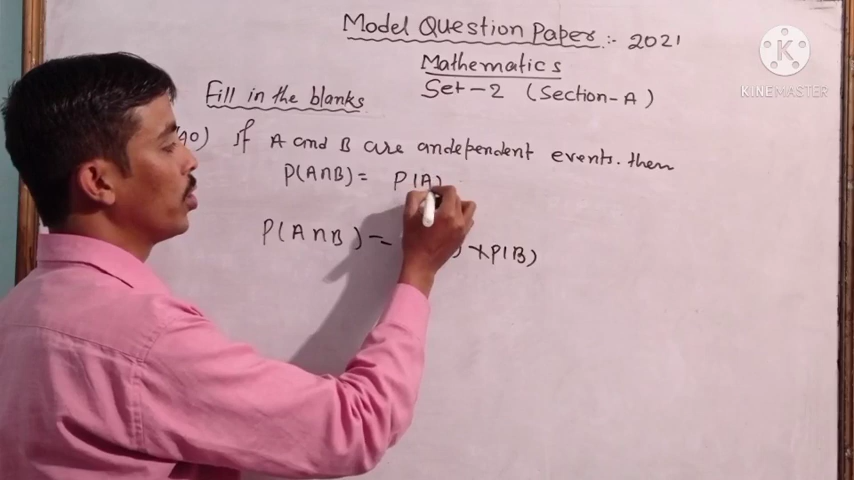 Model Question Paper :- 2021
Mathematics
Set-2 (Section-A)
Fill in the blanks
If A and B are andependent events. then
P(A∩B) = P(A)
P(A∩B) = ) × P(B)
K
KINEMASTER